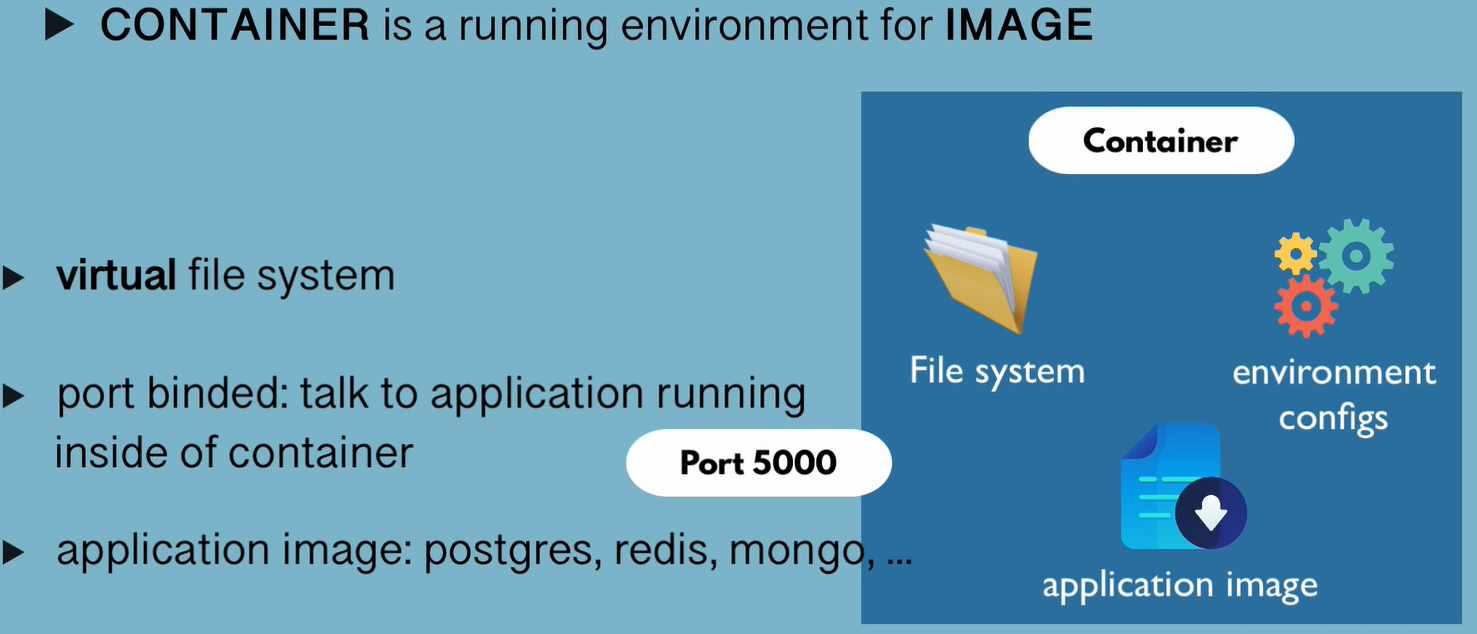 CONTAINER is a running environment for IMAGE
Container
virtual file system
File system
environment
configs
port binded: talk to application running
inside of container
Port 5000
application image: postgres, redis, mongo, ...
application image